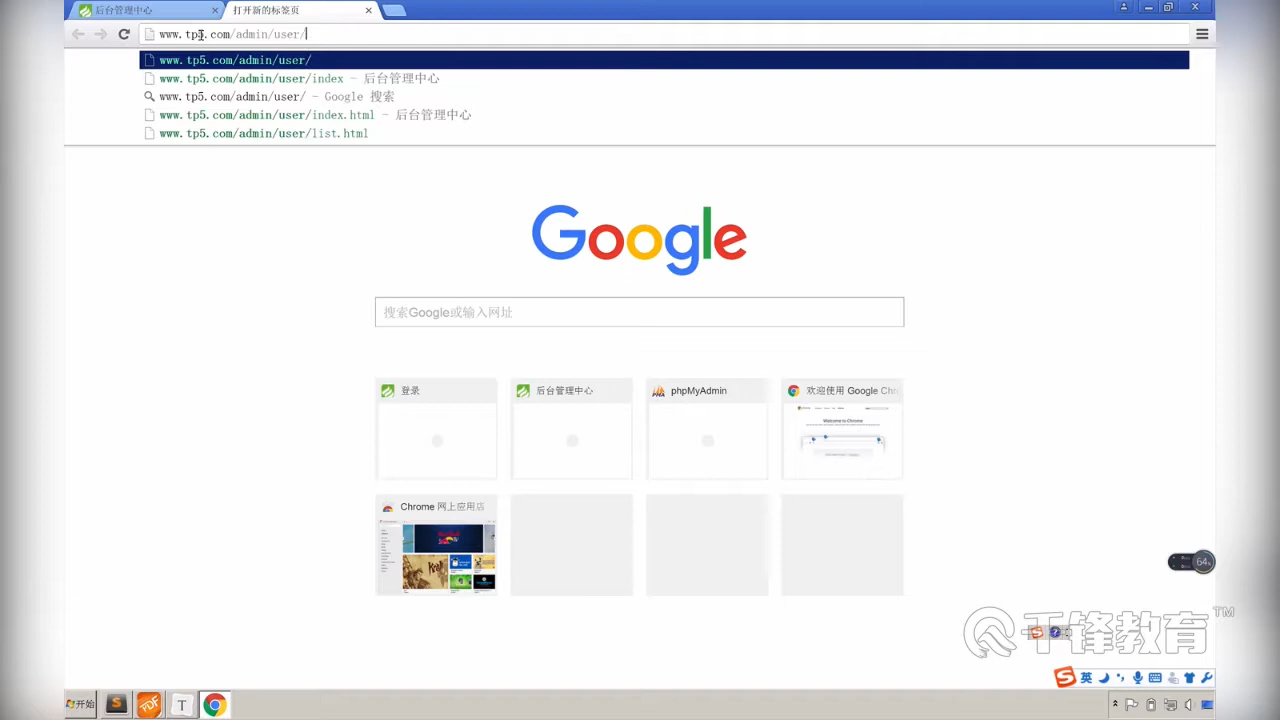 后台管理中心
打开新的标签页
www.tp5.com/admin/user/
www.tp5.com/admin/user/
www.tp5.com/admin/user/index - 后台管理中心
www.tp5.com/admin/user/ - Google 搜索
www.tp5.com/admin/user/index.html - 后台管理中心
www.tp5.com/admin/user/list.html
Google
搜索Google或输入网址
登录
后台管理中心
phpMyAdmin
欢迎使用 Google Chr
Welcome to Chrome
Chrome 网上应用店
64%
千锋教育 TM
英
开始